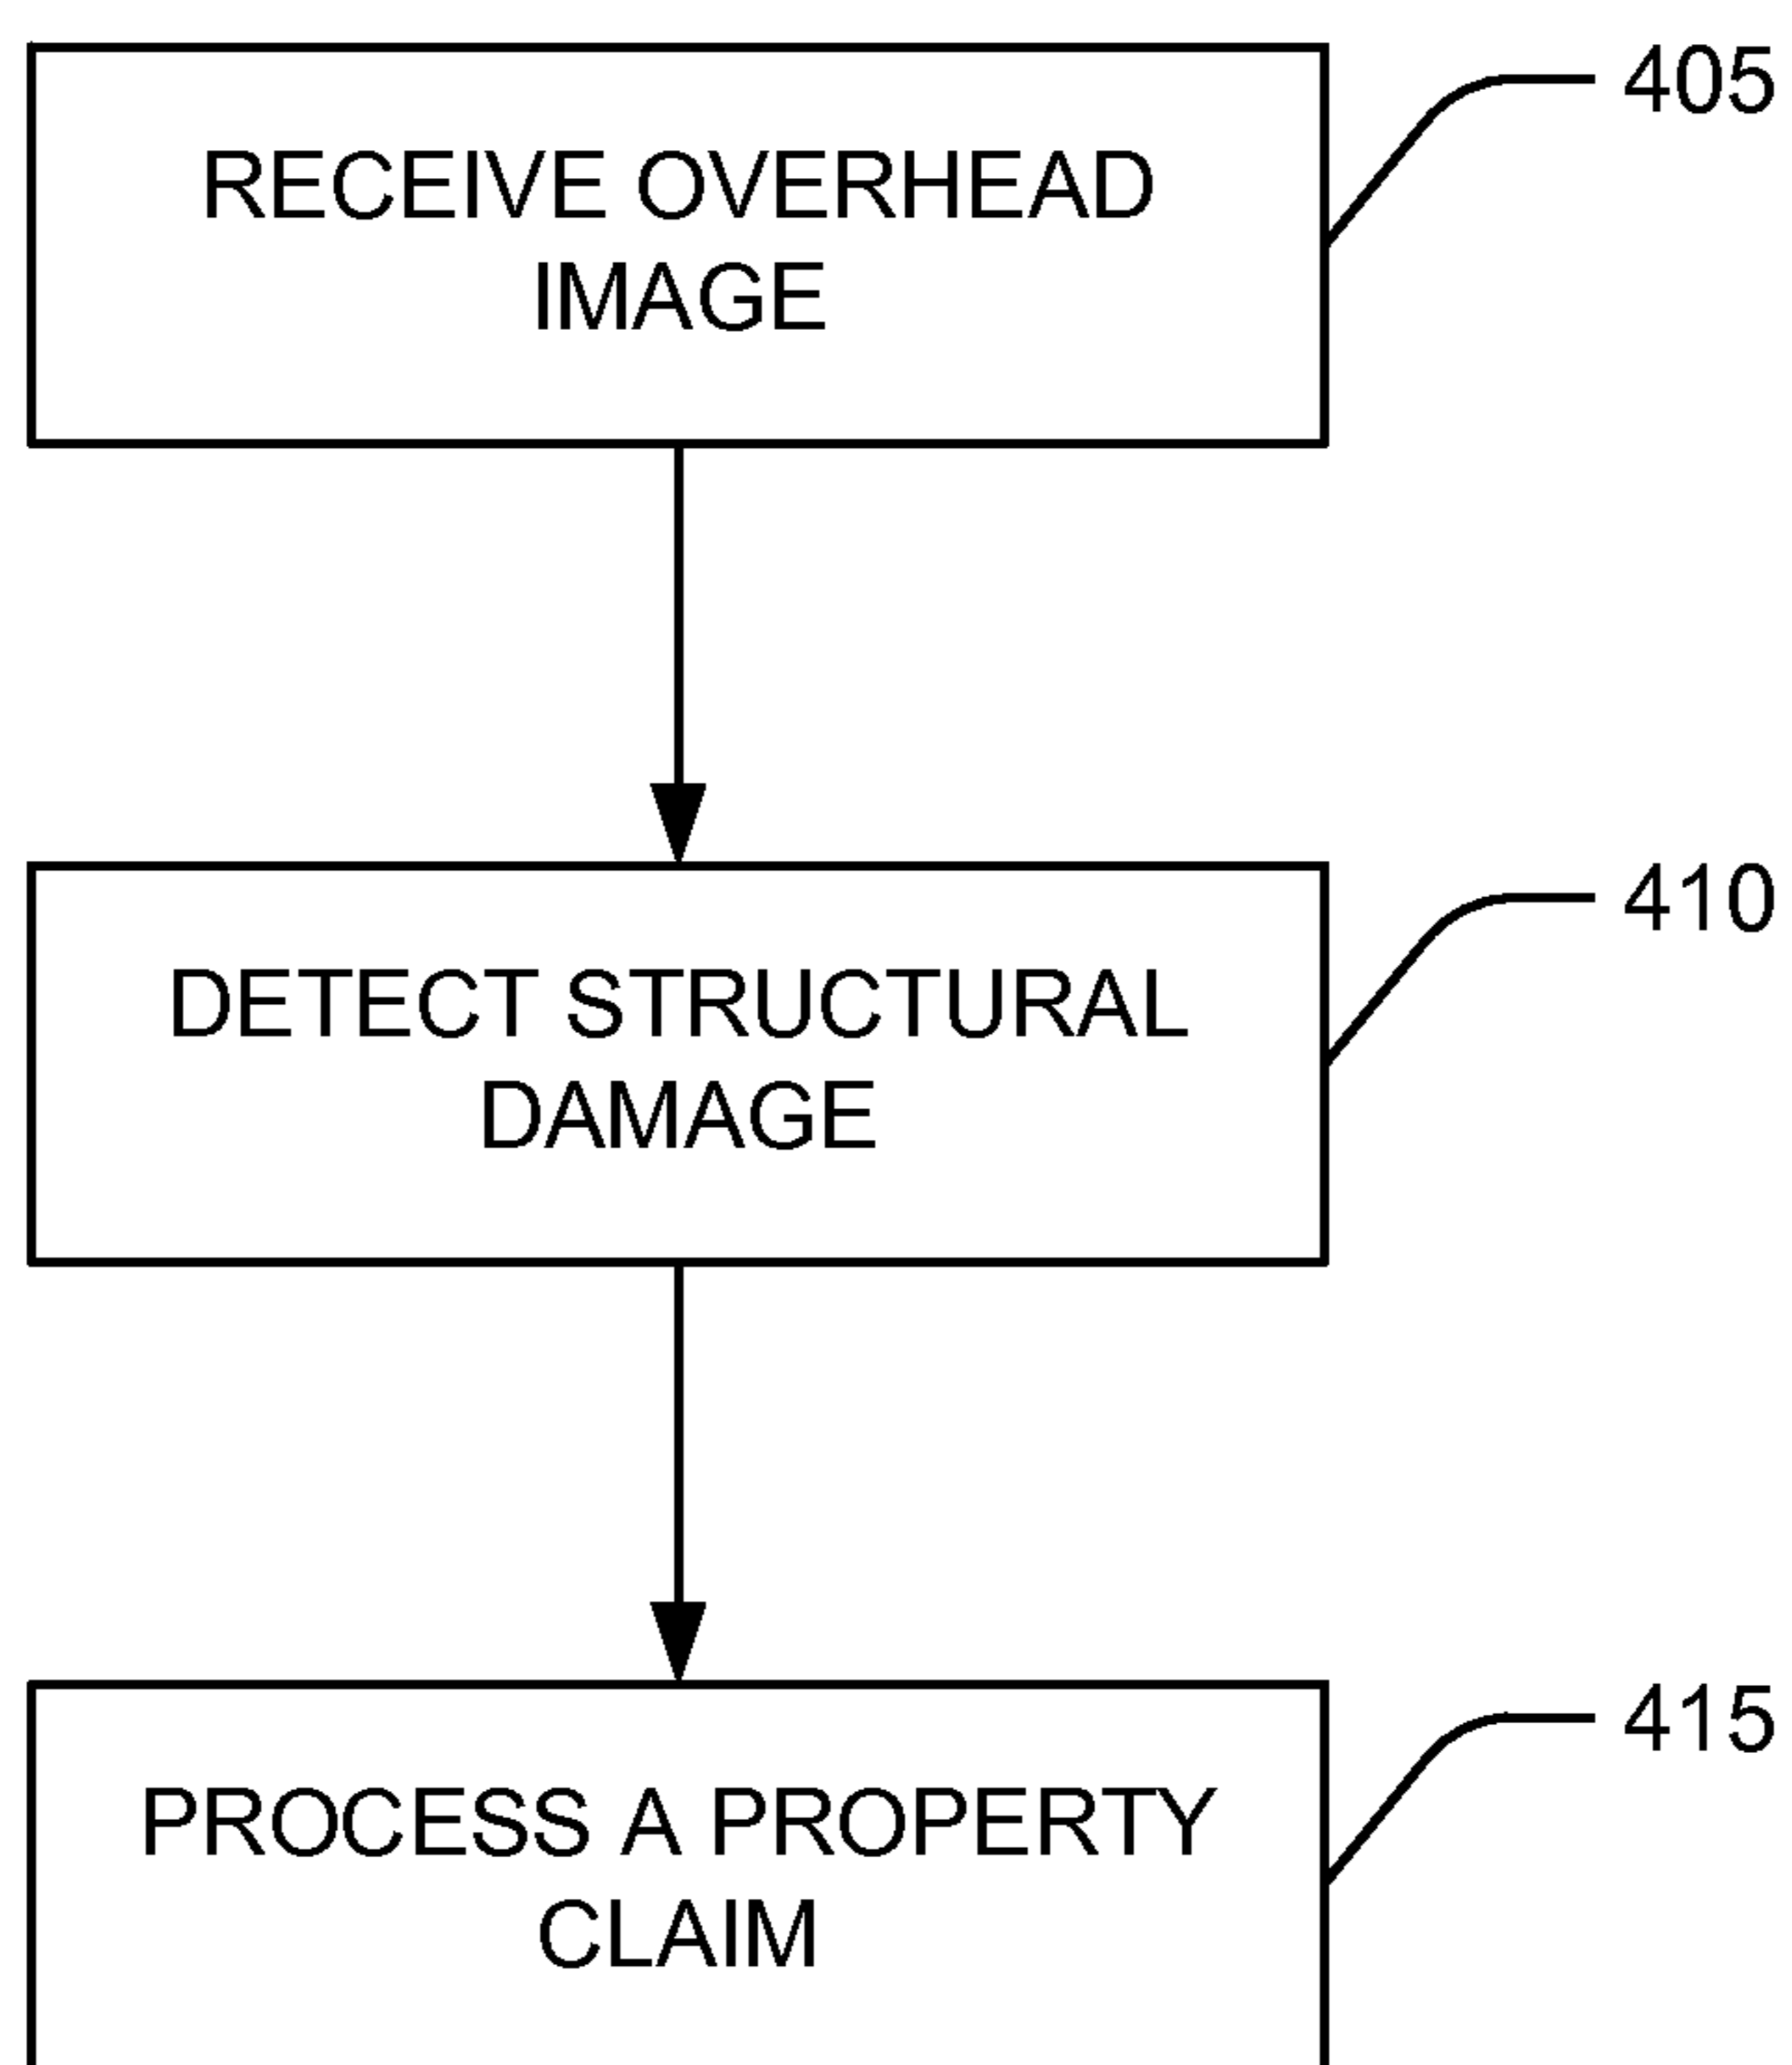 405
RECEIVE OVERHEAD
IMAGE
410
DETECT STRUCTURAL
DAMAGE
415
PROCESS A PROPERTY
CLAIM